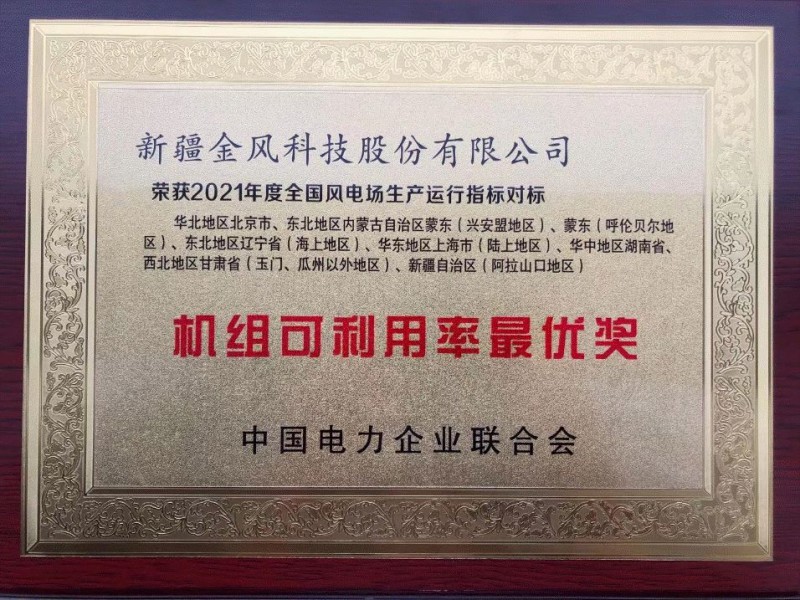 新疆金风科技股份有限公司
荣获2021年度全国风电场生产运行指标对标
华北地区北京市、东北地区内蒙古自治区蒙东（兴安盟地区）、蒙东（呼伦贝尔地
区）、东北地区辽宁省（海上地区）、华东地区上海市（陆上地区）、华中地区湖南省、
西北地区甘肃省（玉门、瓜州以外地区）、新疆自治区（阿拉山口地区）
机组可利用率最优奖
中国电力企业联合会